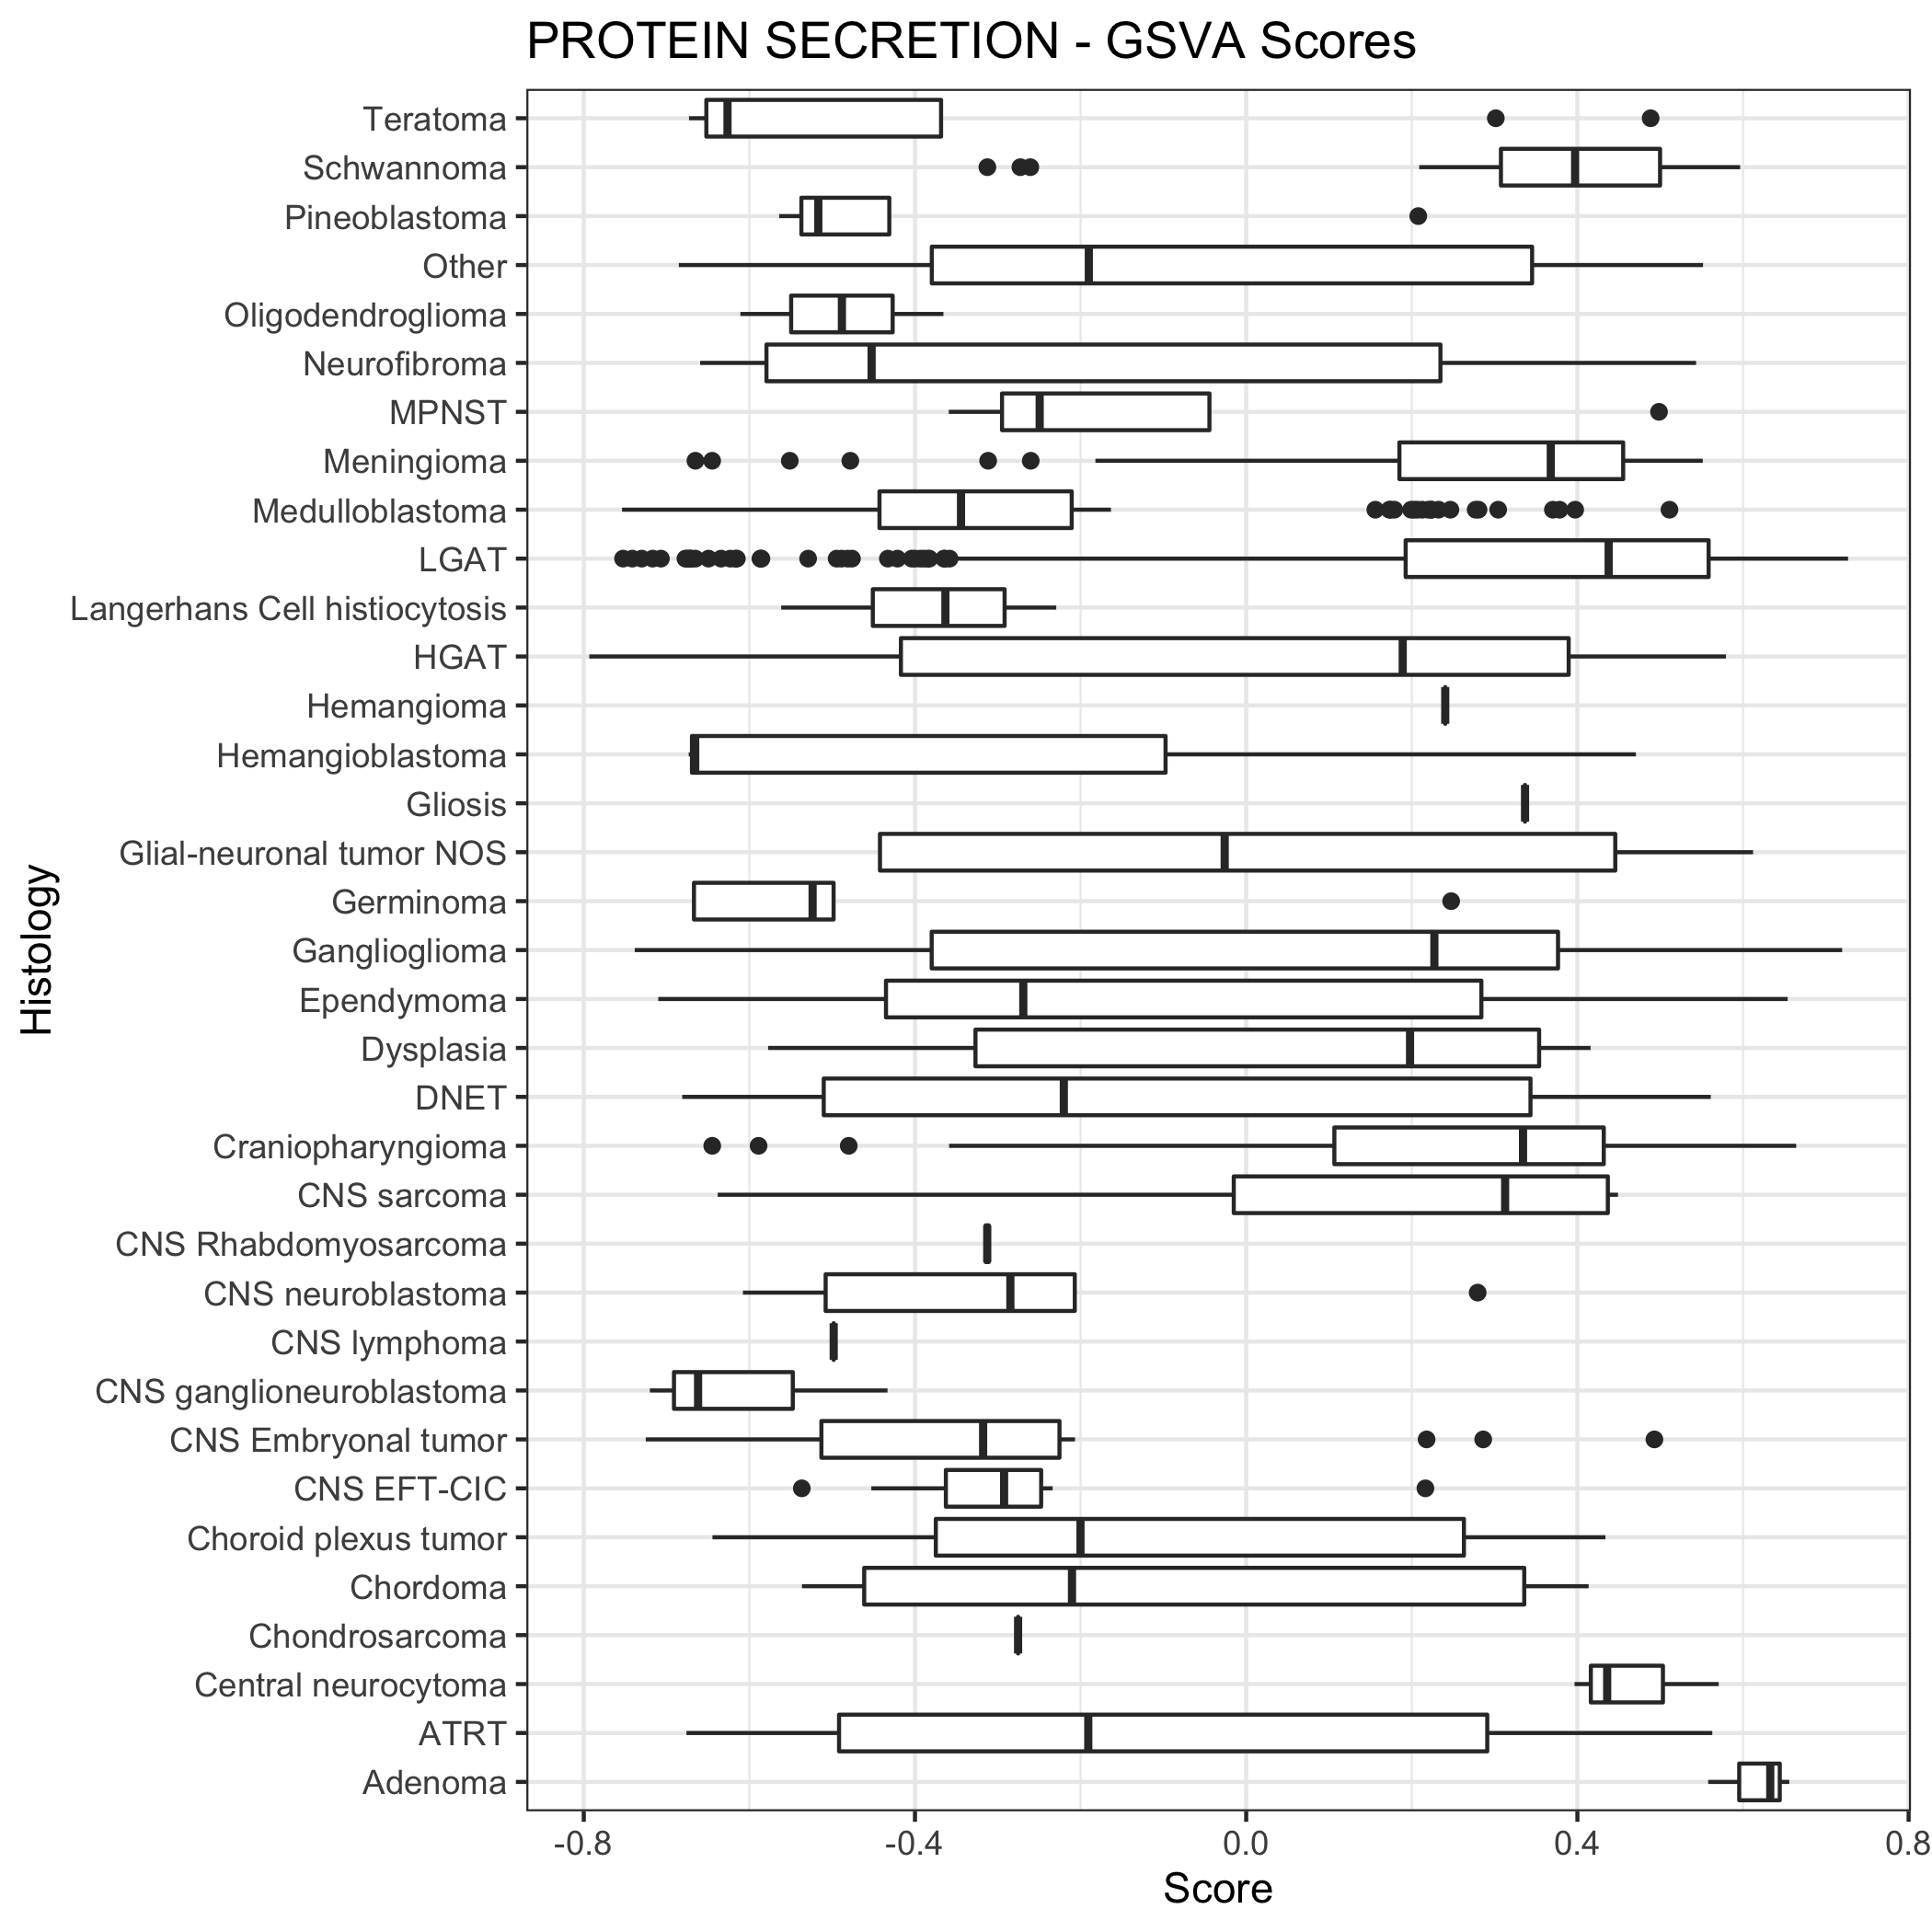 PROTEIN SECRETION - GSVA Scores
Teratoma
Schwannoma
Pineoblastoma
Other
Oligodendroglioma
Neurofibroma
MPNST
Meningioma
Medulloblastoma
LGAT
Langerhans Cell histiocytosis
HGAT
Hemangioma
Hemangioblastoma
Gliosis
Glial-neuronal tumor NOS
Germinoma
Ganglioglioma
Ependymoma
Dysplasia
DNET
Craniopharyngioma
CNS sarcoma
CNS Rhabdomyosarcoma
CNS neuroblastoma
CNS lymphoma
CNS ganglioneuroblastoma
CNS Embryonal tumor
CNS EFT-CIC
Choroid plexus tumor
Chordoma
Chondrosarcoma
Central neurocytoma
ATRT
Adenoma
Histology
-0.8 -0.4 0.0 0.4 0.8
Score